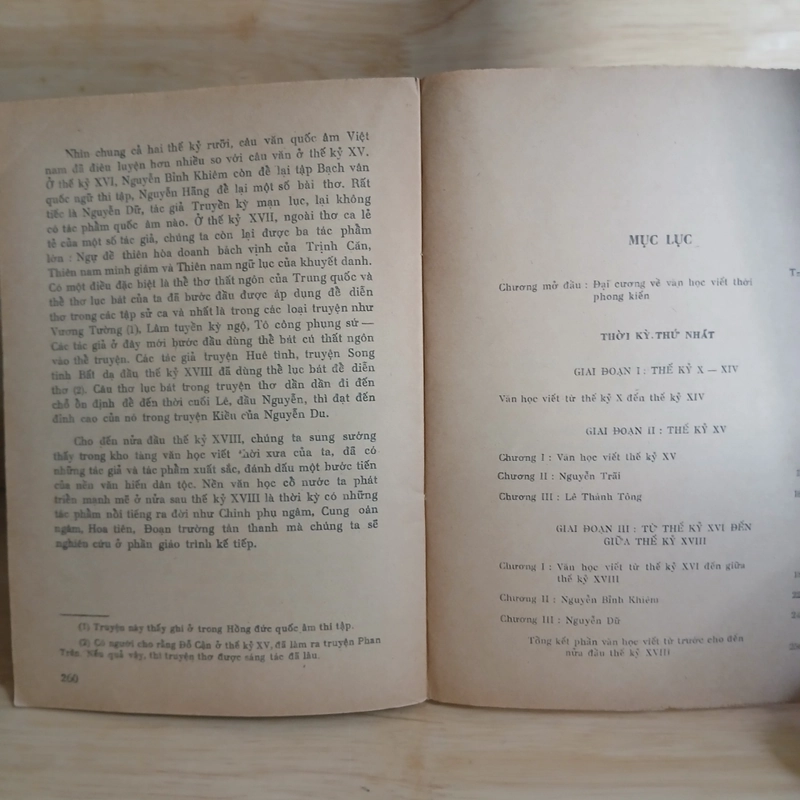 Nhìn chung cả hai thế kỷ rưỡi, câu văn quốc âm Việt
nam đã điêu luyện hơn nhiều so với câu văn ở thế kỷ XV.
Ở thế kỷ XVI, Nguyễn Bỉnh Khiêm còn để lại tập Bạch vân
quốc ngữ thi tập, Nguyễn Hãng để lại một số bài thơ. Rất
tiếc là Nguyễn Dữ, tác giả Truyền kỳ mạn lục, lại không
có tác phẩm quốc âm nào. Ở thế kỷ XVII, ngoài thơ ca lẻ
tẻ của một số tác giả, chúng ta còn lại được ba tác phẩm
lớn : Ngự đề thiên hòa doanh bách vịnh của Trịnh Căn,
Thiên nam minh giám và Thiên nam ngữ lục của khuyết danh.
Có một điều đặc biệt là thể thơ thất ngôn của Trung quốc và
thể thơ lục bát của ta đã bước đầu được áp dụng để diễn
thơ trong các tập sử ca và nhất là trong các loại truyện như
Vương Tường (1), Lâm tuyền kỳ ngộ, Tô công phụng sứ —
Các tác giả ở đây mới bước đầu dùng thể bát cú thất ngôn
vào thể truyện. Các tác giả truyện Huê tình, truyện Song
tinh Bất dạ đầu thế kỷ XVIII đã dùng thể lục bát để diễn
thơ (2). Câu thơ lục bát trong truyện thơ dần dần đi đến
chỗ ổn định để đến thời cuối Lê, đầu Nguyễn, thì đạt đến
đỉnh cao của nó trong truyện Kiều của Nguyễn Du.
Cho đến nửa đầu thế kỷ XVIII, chúng ta sung sướng
thấy trong kho tàng văn học viết thời xưa của ta, đã có
những tác giả và tác phẩm xuất sắc, đánh dấu một bước tiến
của nền văn hiến dân tộc. Nền văn học cổ nước ta phát
triển mạnh mẽ ở nửa sau thế kỷ XVIII là thời kỳ có những
tác phẩm nổi tiếng ra đời như Chinh phụ ngâm, Cung oán
ngâm, Hoa tiên, Đoạn trường tân thanh mà chúng ta sẽ
nghiên cứu ở phần giáo trình kế tiếp.
(1) Truyện này thấy ghi ở trong Hồng đức quốc âm thi tập.
(2) Có người cho rằng Đỗ Cận ở thế kỷ XV, đã làm ra truyện Phan
Trần. Nếu quả vậy, thì truyện thơ được sáng tác đã lâu.
260
MỤC LỤC
Chương mở đầu : Đại cương về văn học viết thời
phong kiến
THỜI KỲ THỨ NHẤT
GIAI ĐOẠN I : THẾ KỶ X — XIV
Văn học viết từ thế kỷ X đến thế kỷ XIV
GIAI ĐOẠN II : THẾ KỶ XV
Chương I : Văn học viết thế kỷ XV
Chương II : Nguyễn Trãi
Chương III : Lê Thánh Tông
GIAI ĐOẠN III : TỪ THẾ KỶ XVI ĐẾN
GIỮA THẾ KỶ XVIII
Chương I : Văn học viết từ thế kỷ XVI đến giữa
thế kỷ XVIII
Chương II : Nguyễn Bỉnh Khiêm
Chương III : Nguyễn Dữ
Tổng kết phần văn học viết từ trước cho đến
nửa đầu thế kỷ XVIII